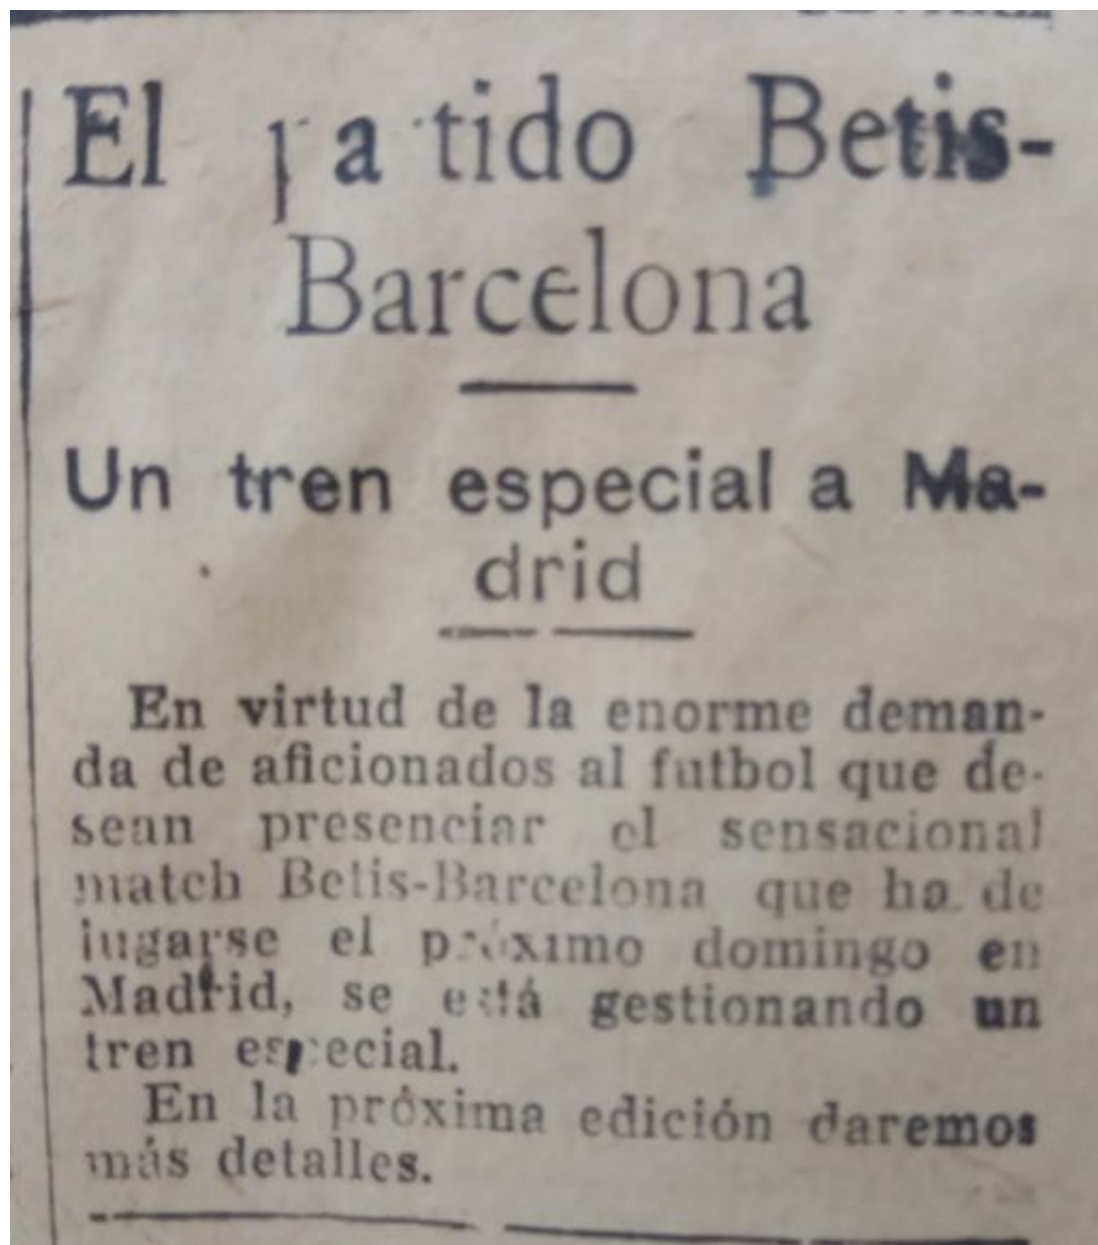 El partido Betis-
Barcelona
Un tren especial a Ma-
drid
En virtud de la enorme deman-
da de aficionados al futbol que de-
sean presenciar el sensacional
match Betis-Barcelona que ha de
jugarse el próximo domingo en
Madrid, se está gestionando un
tren especial.
En la próxima edición daremos
más detalles.